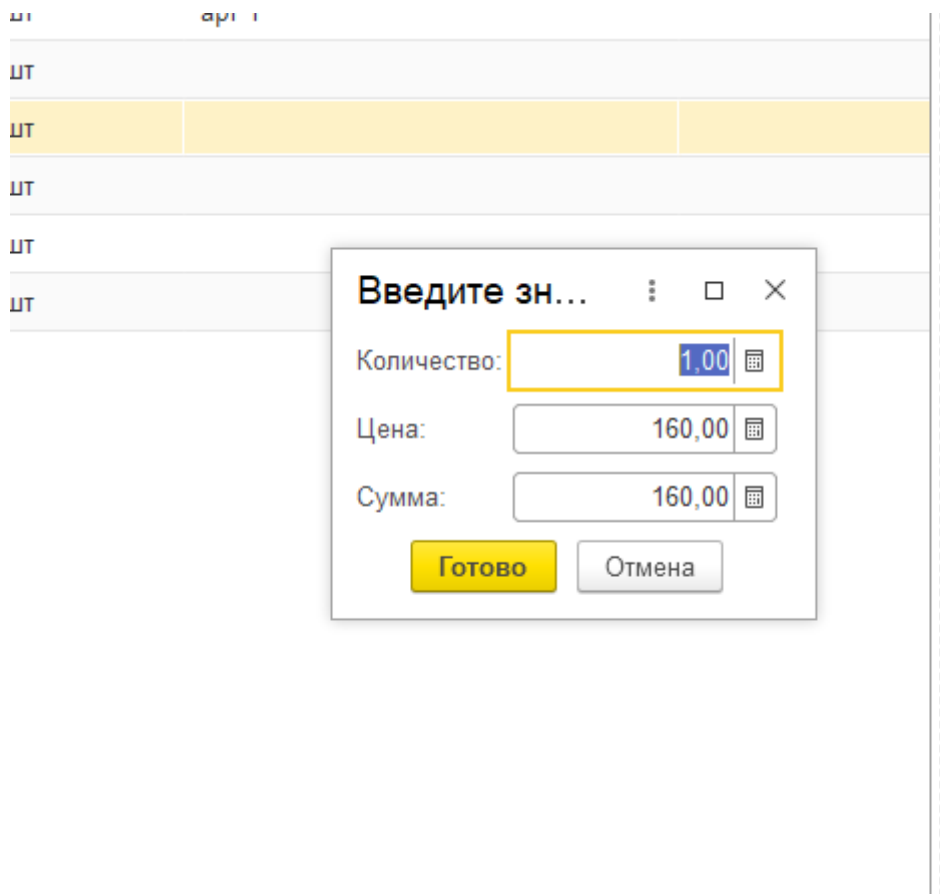 шт
шт
шт
шт
Введите зн...
шт
Количество: 1,00
Цена: 160,00
Сумма: 160,00
Готово Отмена